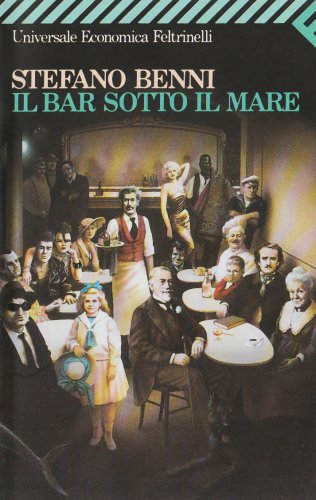 Universale Economica Feltrinelli
STEFANO BENNI
IL BAR SOTTO IL MARE